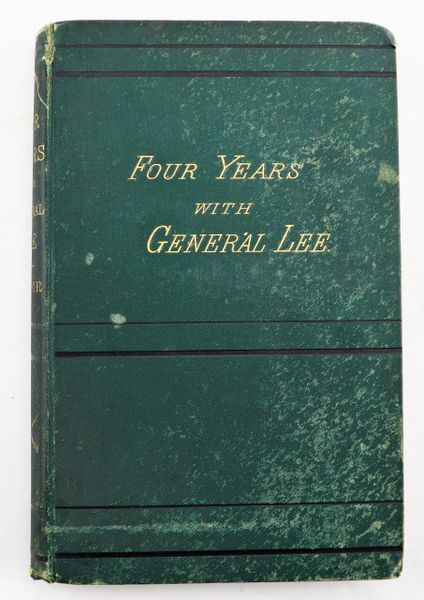 FOUR YEARS
WITH
GENERAL LEE.